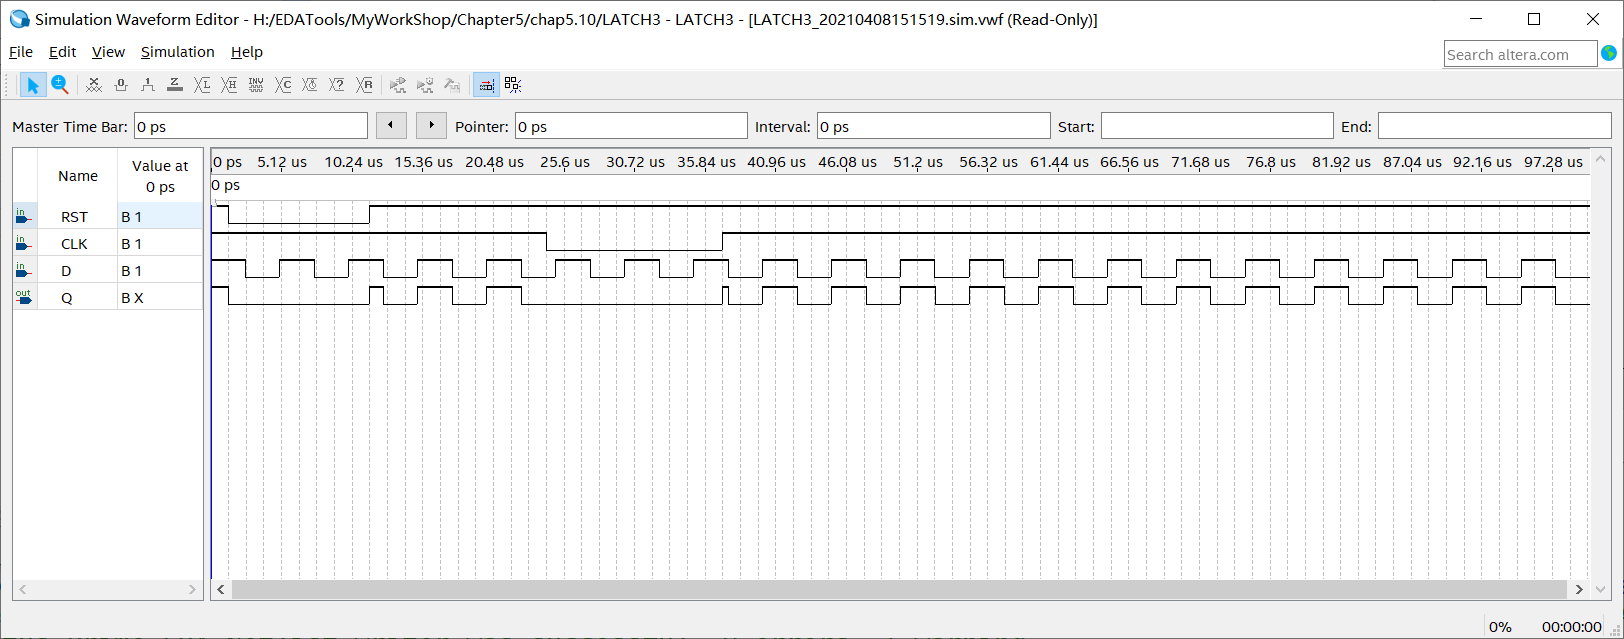 Simulation Waveform Editor - H:/EDATools/MyWorkShop/Chapter5/chap5.10/LATCH3 - LATCH3 - [LATCH3_20210408151519.sim.vwf (Read-Only)]
File Edit View Simulation Help
Search altera.com
Master Time Bar: 0 ps Pointer: 0 ps Interval: 0 ps Start: End:
Name Value at 0 ps
0 ps 5.12 us 10.24 us 15.36 us 20.48 us 25.6 us 30.72 us 35.84 us 40.96 us 46.08 us 51.2 us 56.32 us 61.44 us 66.56 us 71.68 us 76.8 us 81.92 us 87.04 us 92.16 us 97.28 us
0 ps
in RST B 1
in CLK B 1
in D B 1
out Q B X
0% 00:00:00